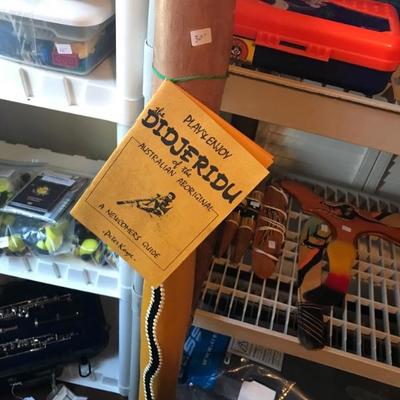 PLAY & ENJOY
the
DIDJERIDU
of the
AUSTRALIAN ABORIGINAL
A NEWCOMERS GUIDE